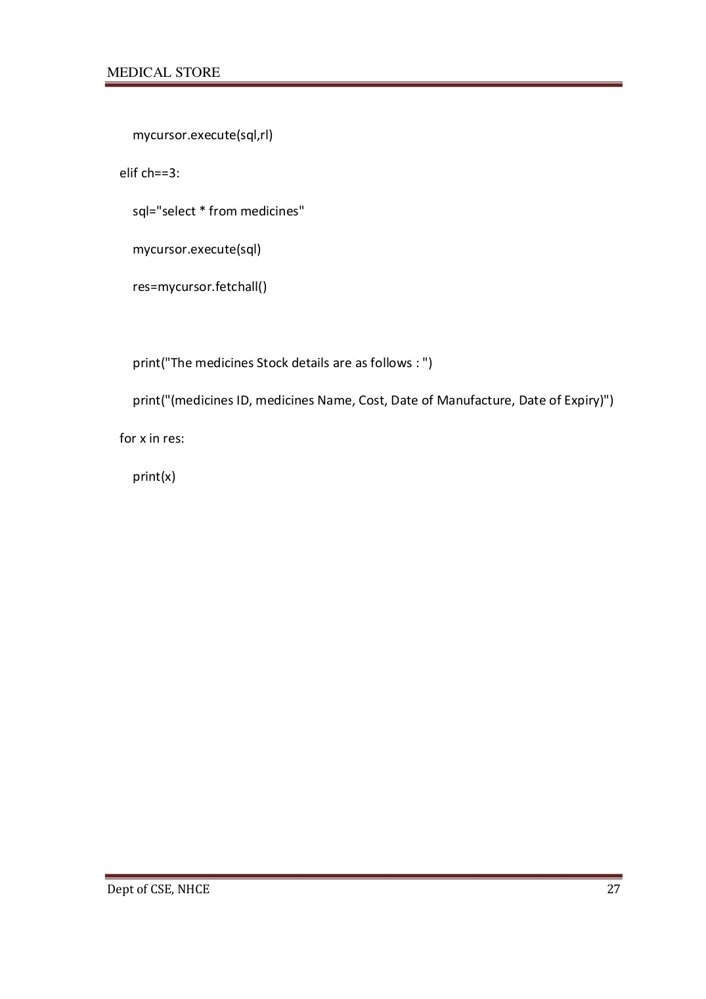 MEDICAL STORE
mycursor.execute(sql,rl)
elif ch==3:
sql="select * from medicines"
mycursor.execute(sql)
res=mycursor.fetchall()
print("The medicines Stock details are as follows : ")
print("(medicines ID, medicines Name, Cost, Date of Manufacture, Date of Expiry)")
for x in res:
print(x)
Dept of CSE, NHCE 27